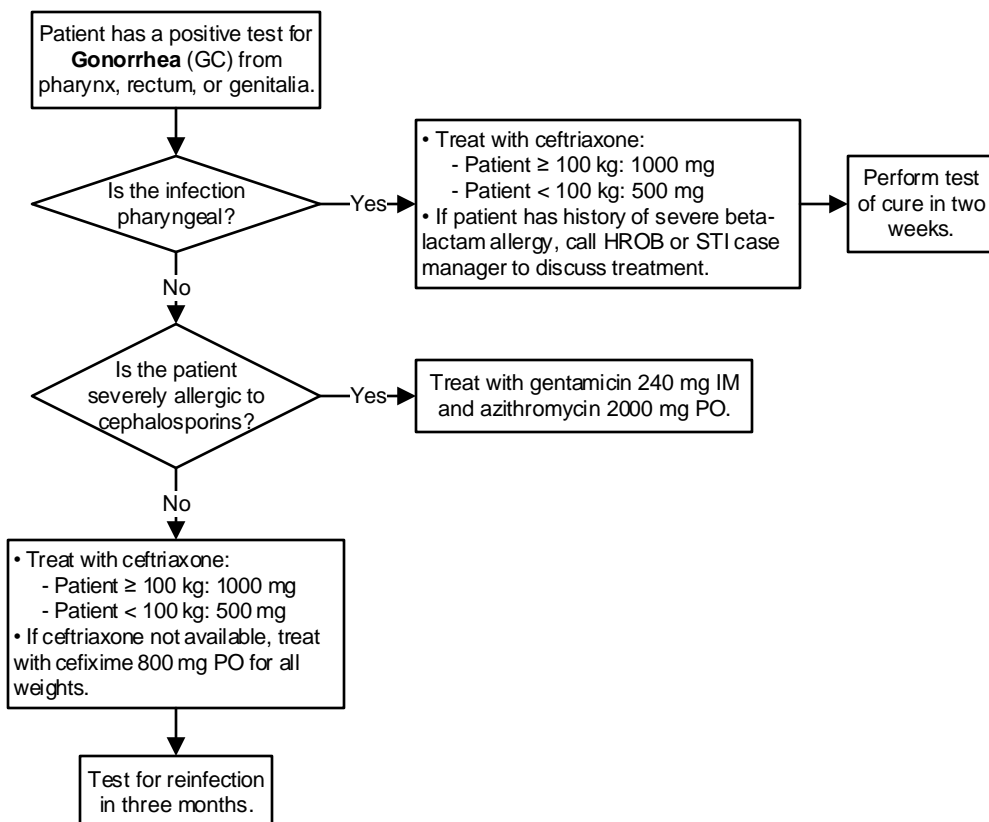 Patient has a positive test for
Gonorrhea (GC) from
pharynx, rectum, or genitalia.
Is the infection
pharyngeal?
Yes
• Treat with ceftriaxone:
- Patient ≥ 100 kg: 1000 mg
- Patient < 100 kg: 500 mg
• If patient has history of severe beta-
lactam allergy, call HROB or STI case
manager to discuss treatment.
Perform test
of cure in two
weeks.
No
Is the patient
severely allergic to
cephalosporins?
Yes
Treat with gentamicin 240 mg IM
and azithromycin 2000 mg PO.
No
• Treat with ceftriaxone:
- Patient ≥ 100 kg: 1000 mg
- Patient < 100 kg: 500 mg
• If ceftriaxone not available, treat
with cefixime 800 mg PO for all
weights.
Test for reinfection
in three months.